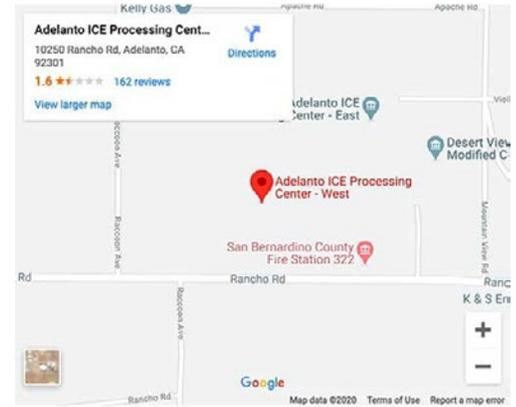 Kelly Gas
Apache Rd
Apache Rd
Adelanto ICE Processing Cent...
10250 Rancho Rd, Adelanto, CA
92301
Directions
1.6
162 reviews
View larger map
Adelanto ICE
Center - East
Desert View
Modified C
Raccoon Ave
Adelanto ICE Processing
Center - West
Raccoon Ave
Mountain View Rd
San Bernardino County
Fire Station 322
Rd
Rancho Rd
Ranc
K & S En
Raccoon Ave
+
−
Rancho Rd
Google
Map data ©2020 Terms of Use Report a map error